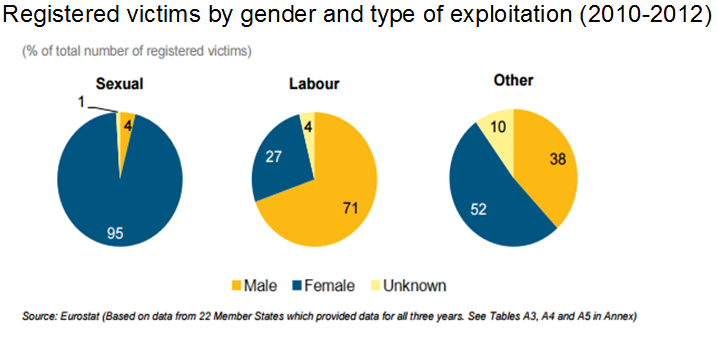 Registered victims by gender and type of exploitation (2010-2012)
(% of total number of registered victims)
Sexual
Labour
Other
1
4
95
4
27
71
10
38
52
Male
Female
Unknown
Source: Eurostat (Based on data from 22 Member States which provided data for all three years. See Tables A3, A4 and A5 in Annex)